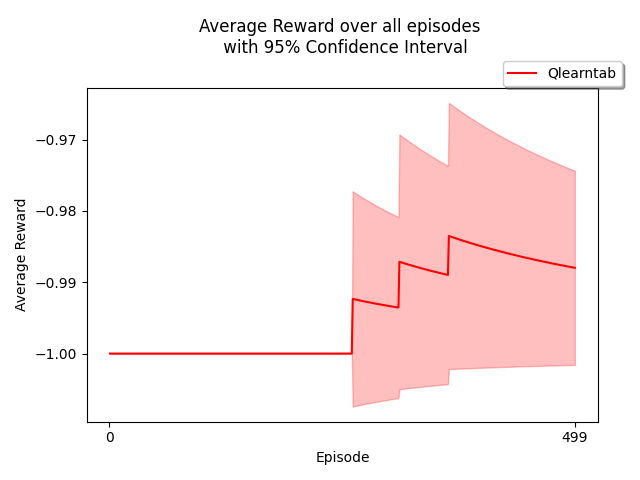 Average Reward over all episodes
with 95% Confidence Interval
Qlearntab
−0.97
−0.98
−0.99
−1.00
Average Reward
0
499
Episode